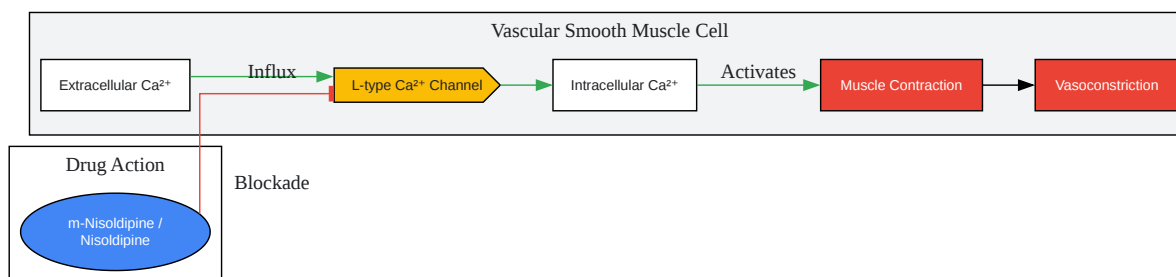 Vascular Smooth Muscle Cell
Extracellular Ca²⁺
Influx
L-type Ca²⁺ Channel
Intracellular Ca²⁺
Activates
Muscle Contraction
Vasoconstriction
Drug Action
Blockade
m-Nisoldipine /
Nisoldipine